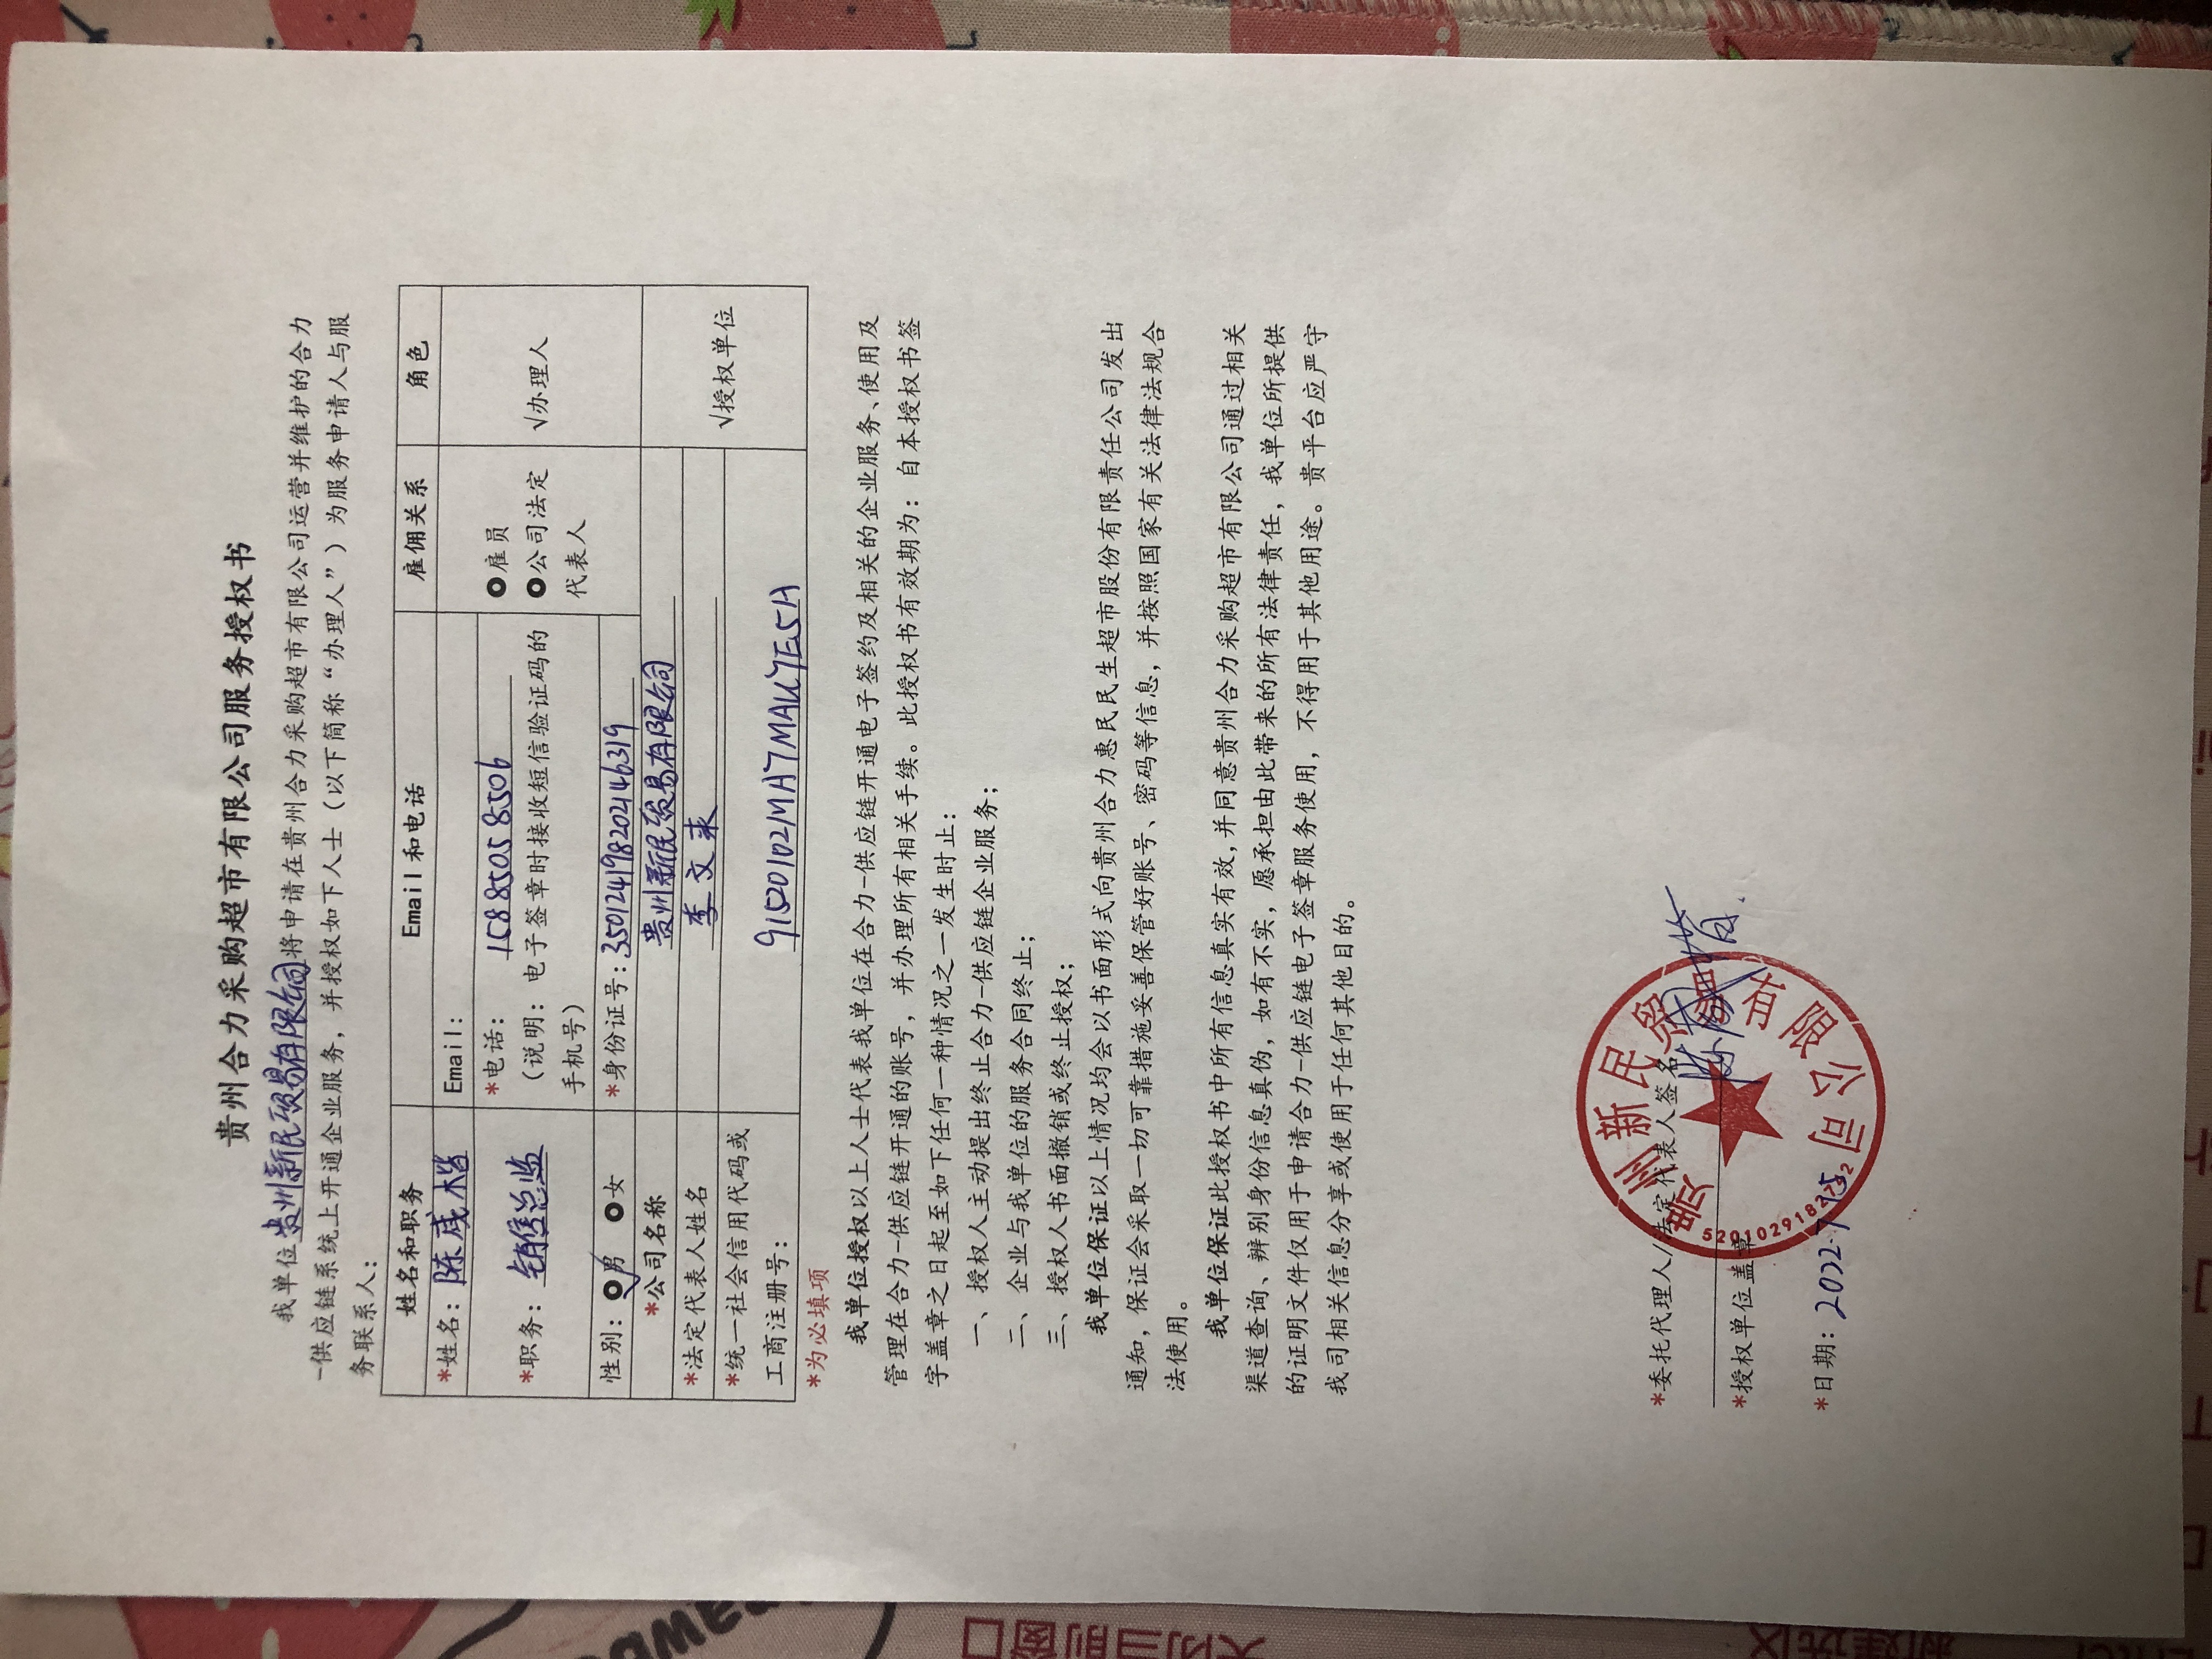 贵州合力采购超市有限公司服务授权书
我单位贵州新民贸易有限公司将申请在贵州合力采购超市有限公司运营并维护的合力
-供应链系统上开通企业服务，并授权如下人士（以下简称“办理人”）为服务申请人与服
务联系人：
姓名和职务 Email和电话 雇佣关系 角色
*姓名：陈威楷 Email:
*职务：销售总监 *电话：15885058506
（说明：电子签章时接收短信验证码的
手机号）
雇员
公司法定
代表人
√办理人
性别：男 女 *身份证号：350124198202146319
*公司名称 贵州新民贸易有限公司
*法定代表人姓名 李文来
√授权单位
*统一社会信用代码或
工商注册号： 91520102MA7MAU7E5H
*为必填项
我单位授权以上人士代表我单位在合力-供应链开通电子签约及相关的企业服务、使用及
管理在合力-供应链开通的账号，并办理所有相关手续。此授权书有效期为：自本授权书签
字盖章之日起至如下任何一种情况之一发生时止：
一、授权人主动提出终止合力-供应链企业服务；
二、企业与我单位的服务合同终止；
三、授权人书面撤销或终止授权；
我单位保证以上情况均会以书面形式向贵州合力惠民民生超市股份有限责任公司发出
通知，保证会采取一切可靠措施妥善保管好账号、密码等信息，并按照国家有关法律法规合
法使用。
我单位保证此授权书中所有信息真实有效，并同意贵州合力采购超市有限公司通过相关
渠道查询、辨别身份信息真伪，如有不实，愿承担由此带来的所有法律责任，我单位所提供
的证明文件仅用于申请合力-供应链电子签章服务使用，不得用于其他用途。贵平台应严守
我司相关信息分享或使用于任何其他目的。
*委托代理人/法定代表人签名
陈威楷
*授权单位盖章
*日期：2022.7.15
贵州新民贸易有限公司